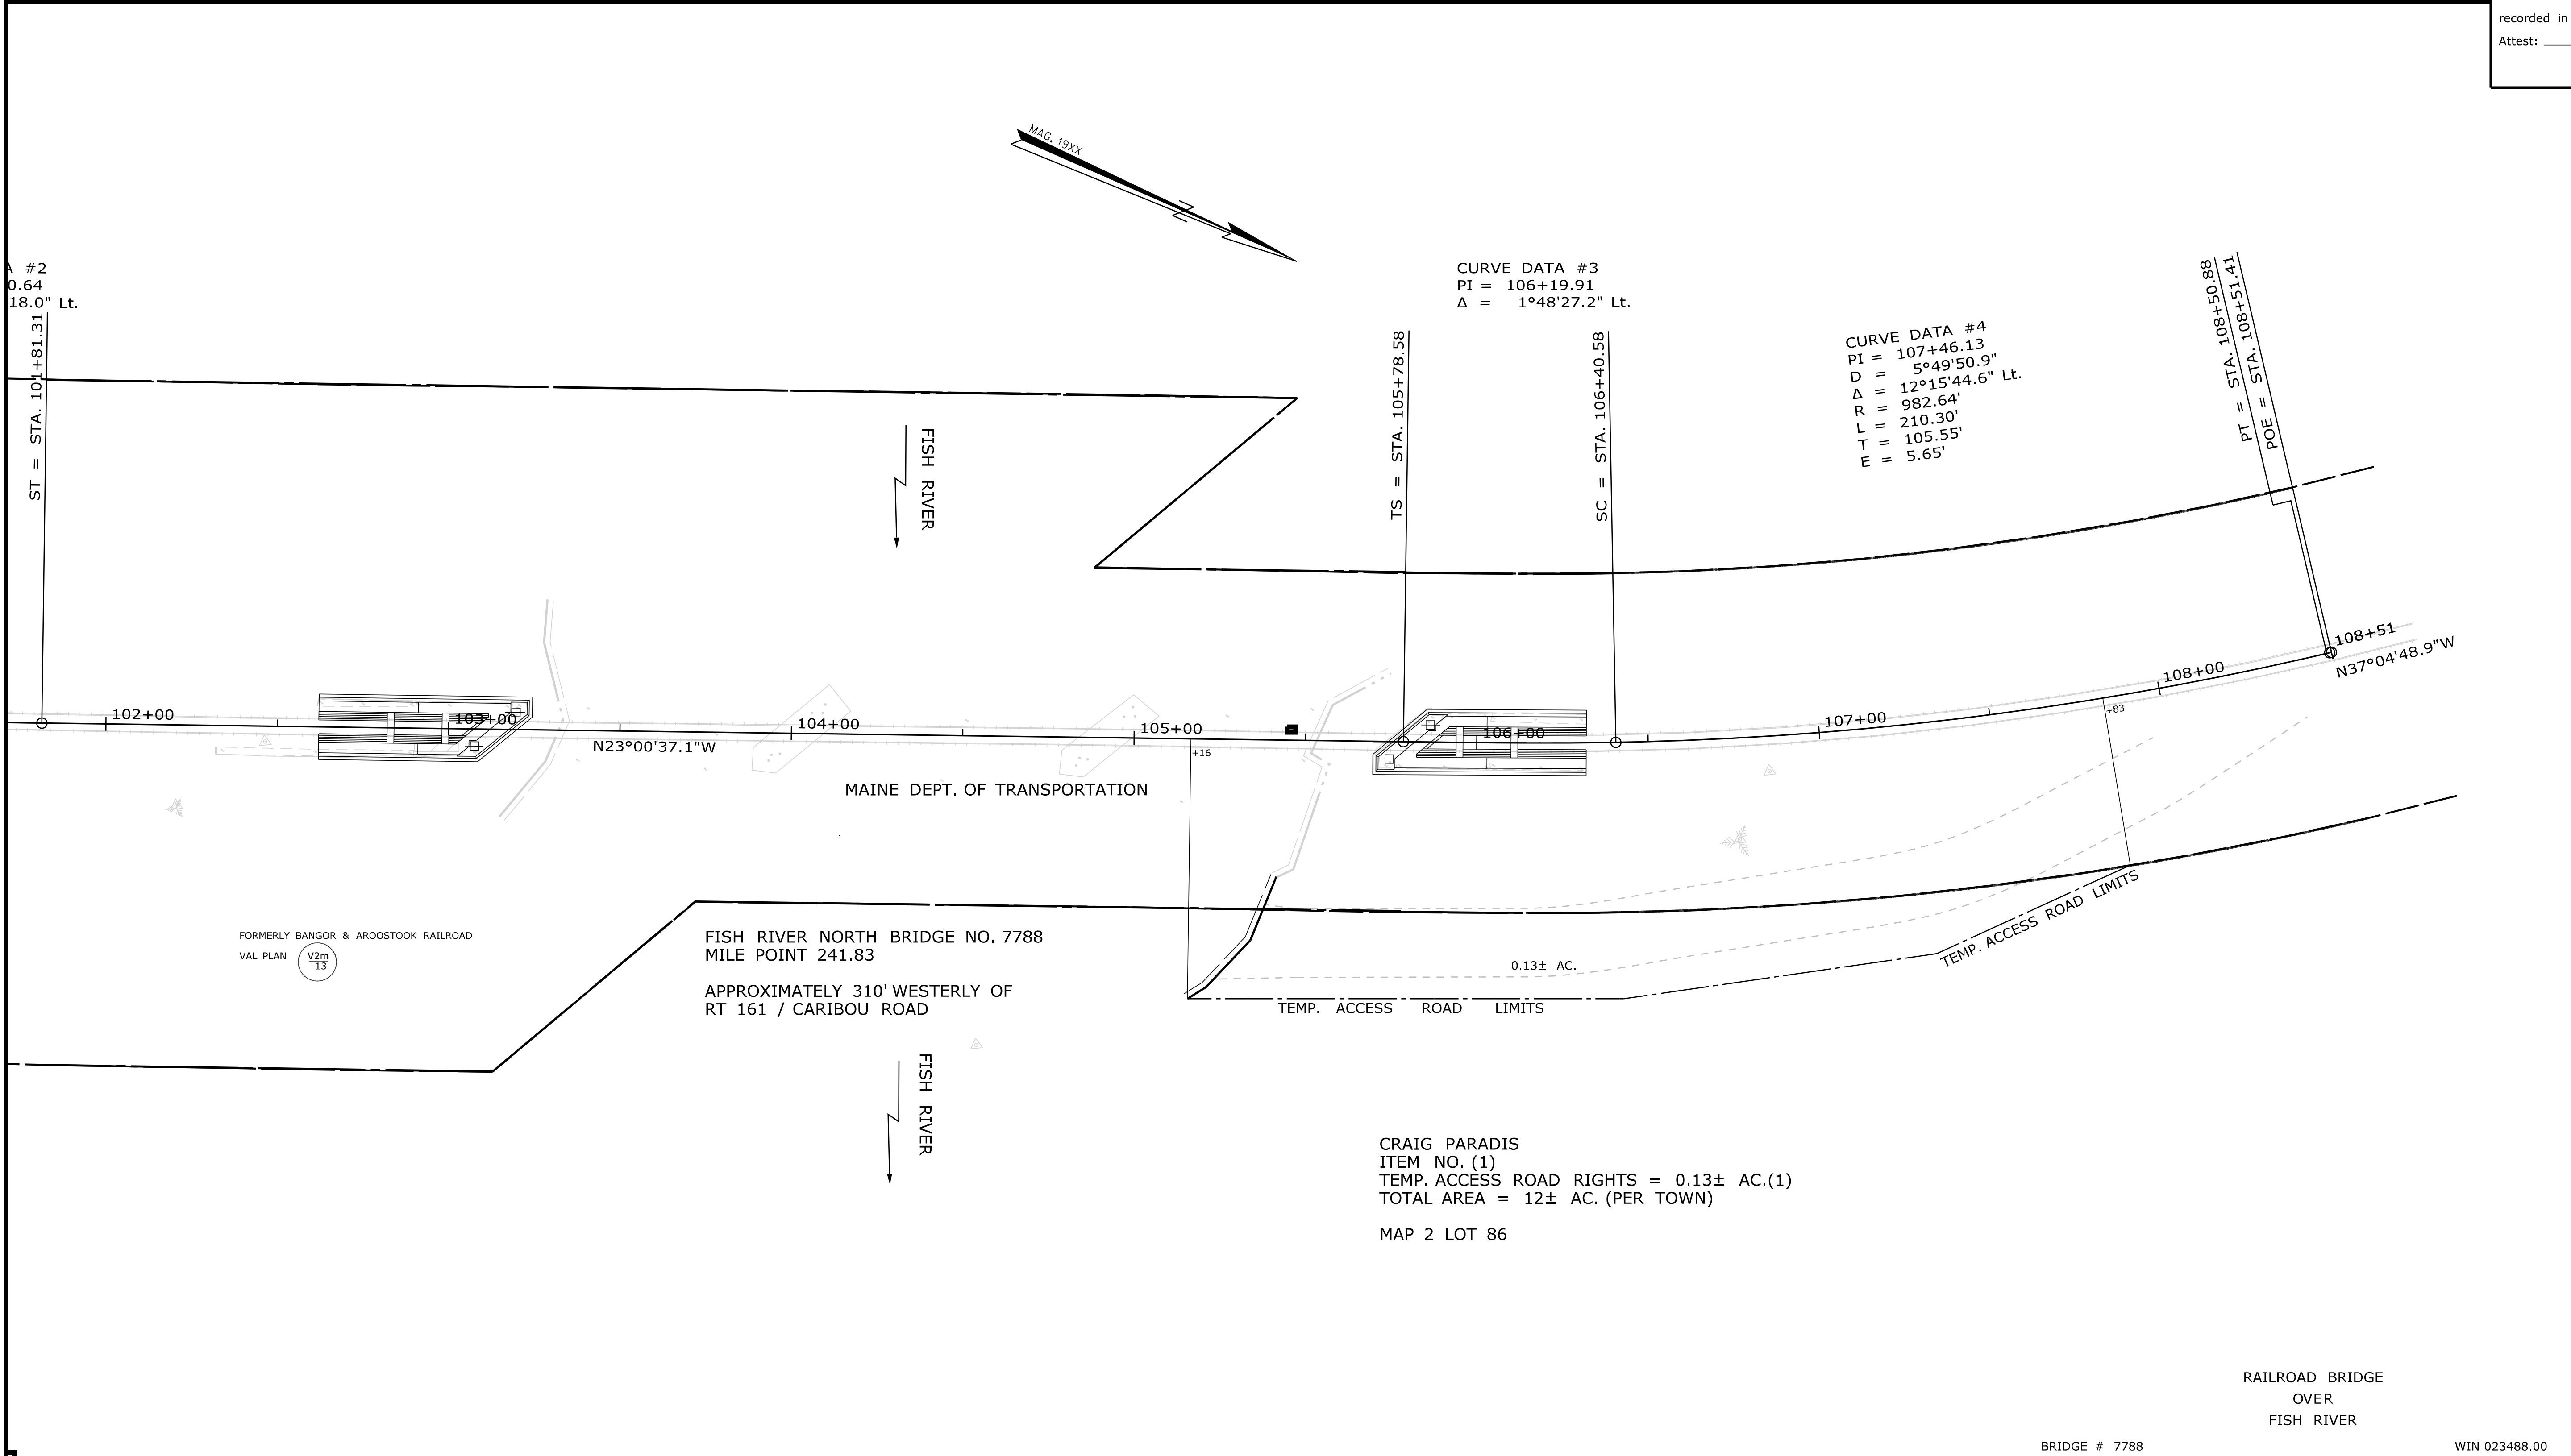 recorded in
Attest:
MAG. 19XX
A #2
0.64
18.0" Lt.
ST = STA. 101+81.31
CURVE DATA #3
PI = 106+19.91
Δ = 1°48'27.2" Lt.
TS = STA. 105+78.58
SC = STA. 106+40.58
CURVE DATA #4
PI = 107+46.13
D = 5°49'50.9"
Δ = 12°15'44.6" Lt.
R = 982.64'
L = 210.30'
T = 105.55'
E = 5.65'
PT = STA. 108+50.88
POE = STA. 108+51.41
FISH RIVER
102+00
103+00
104+00
105+00
106+00
107+00
108+00
108+51
N37°04'48.9"W
N23°00'37.1"W
+16
+83
MAINE DEPT. OF TRANSPORTATION
FORMERLY BANGOR & AROOSTOOK RAILROAD
VAL PLAN
V2m
13
FISH RIVER NORTH BRIDGE NO. 7788
MILE POINT 241.83
APPROXIMATELY 310' WESTERLY OF
RT 161 / CARIBOU ROAD
0.13± AC.
TEMP. ACCESS ROAD LIMITS
TEMP. ACCESS ROAD LIMITS
FISH RIVER
CRAIG PARADIS
ITEM NO. (1)
TEMP. ACCESS ROAD RIGHTS = 0.13± AC.(1)
TOTAL AREA = 12± AC. (PER TOWN)
MAP 2 LOT 86
RAILROAD BRIDGE
OVER
FISH RIVER
BRIDGE # 7788
WIN 023488.00